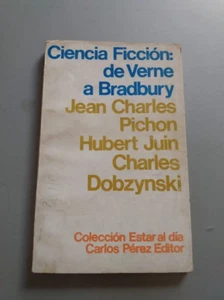 Ciencia Ficción:
de Verne
a Bradbury
Jean Charles
Pichon
Hubert Juin
Charles
Dobzynski
Colección Estar al día
Carlos Pérez Editor